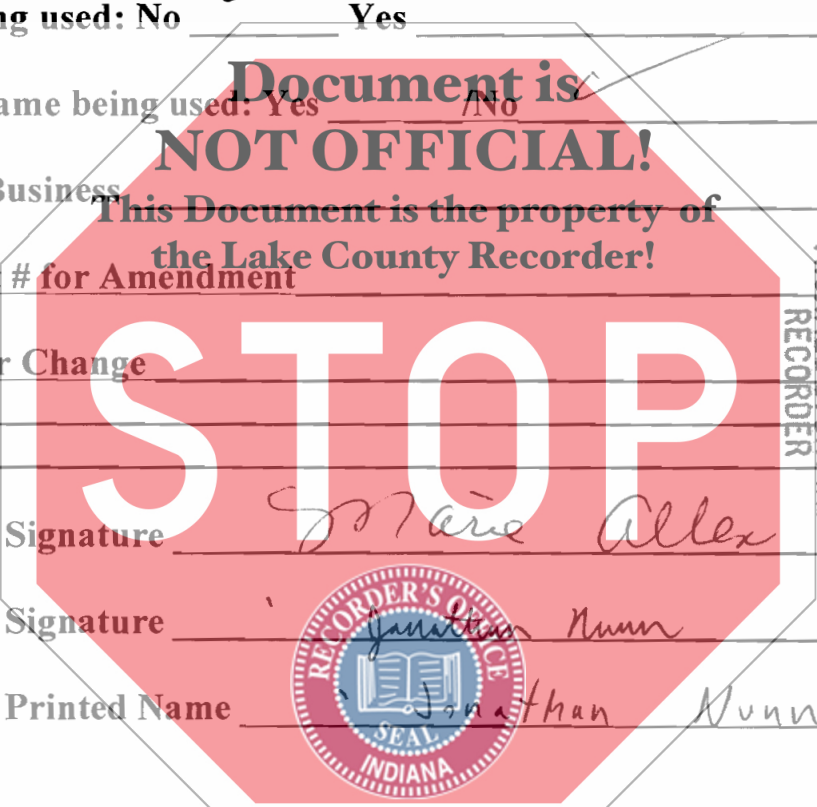 ng used: No Yes
Document is
ame being used: Yes /No
NOT OFFICIAL!
Business
This Document is the property of
the Lake County Recorder!
# for Amendment
r Change
STOP
RECORDER
Signature Marie Allen
Signature Jonathan Nunn
Printed Name Jonathan Nunn
RECORDER'S OFFICE
SEAL
INDIANA